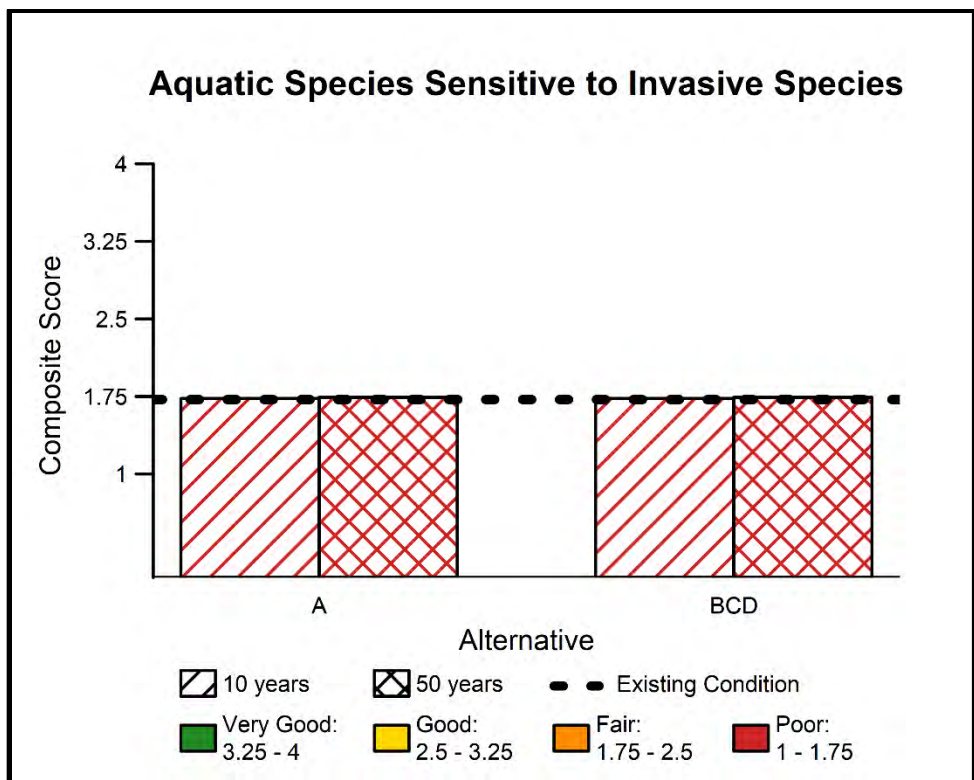 Aquatic Species Sensitive to Invasive Species
4
3.25
2.5
1.75
1
Composite Score
A BCD
Alternative
10 years 50 years Existing Condition
Very Good: Good: Fair: Poor:
3.25 - 4 2.5 - 3.25 1.75 - 2.5 1 - 1.75